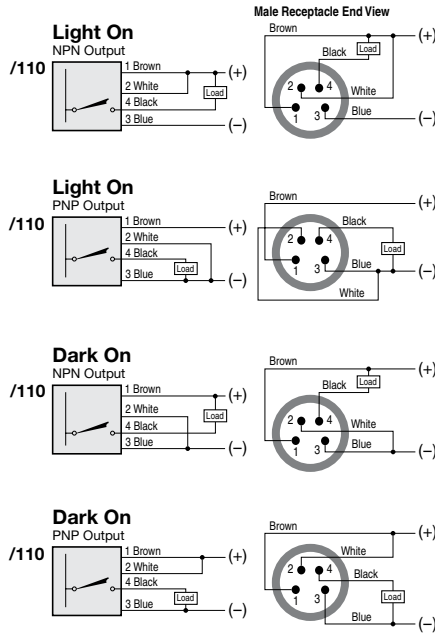 Male Receptacle End View
Light On
NPN Output
/110
1 Brown
2 White
4 Black
3 Blue
Load
(+)
(–)
Brown
Black
Load
(+)
2
4
White
1
3
Blue
(–)
Light On
PNP Output
/110
1 Brown
2 White
4 Black
3 Blue
Load
(+)
(–)
Brown
(+)
Black
2
4
Load
1
3
Blue
(–)
White
Dark On
NPN Output
/110
1 Brown
2 White
4 Black
3 Blue
Load
(+)
(–)
Brown
(+)
Black
Load
2
4
White
1
3
Blue
(–)
Dark On
PNP Output
/110
1 Brown
2 White
4 Black
3 Blue
Load
(+)
(–)
Brown
(+)
White
2
4
Black
1
3
Load
Blue
(–)